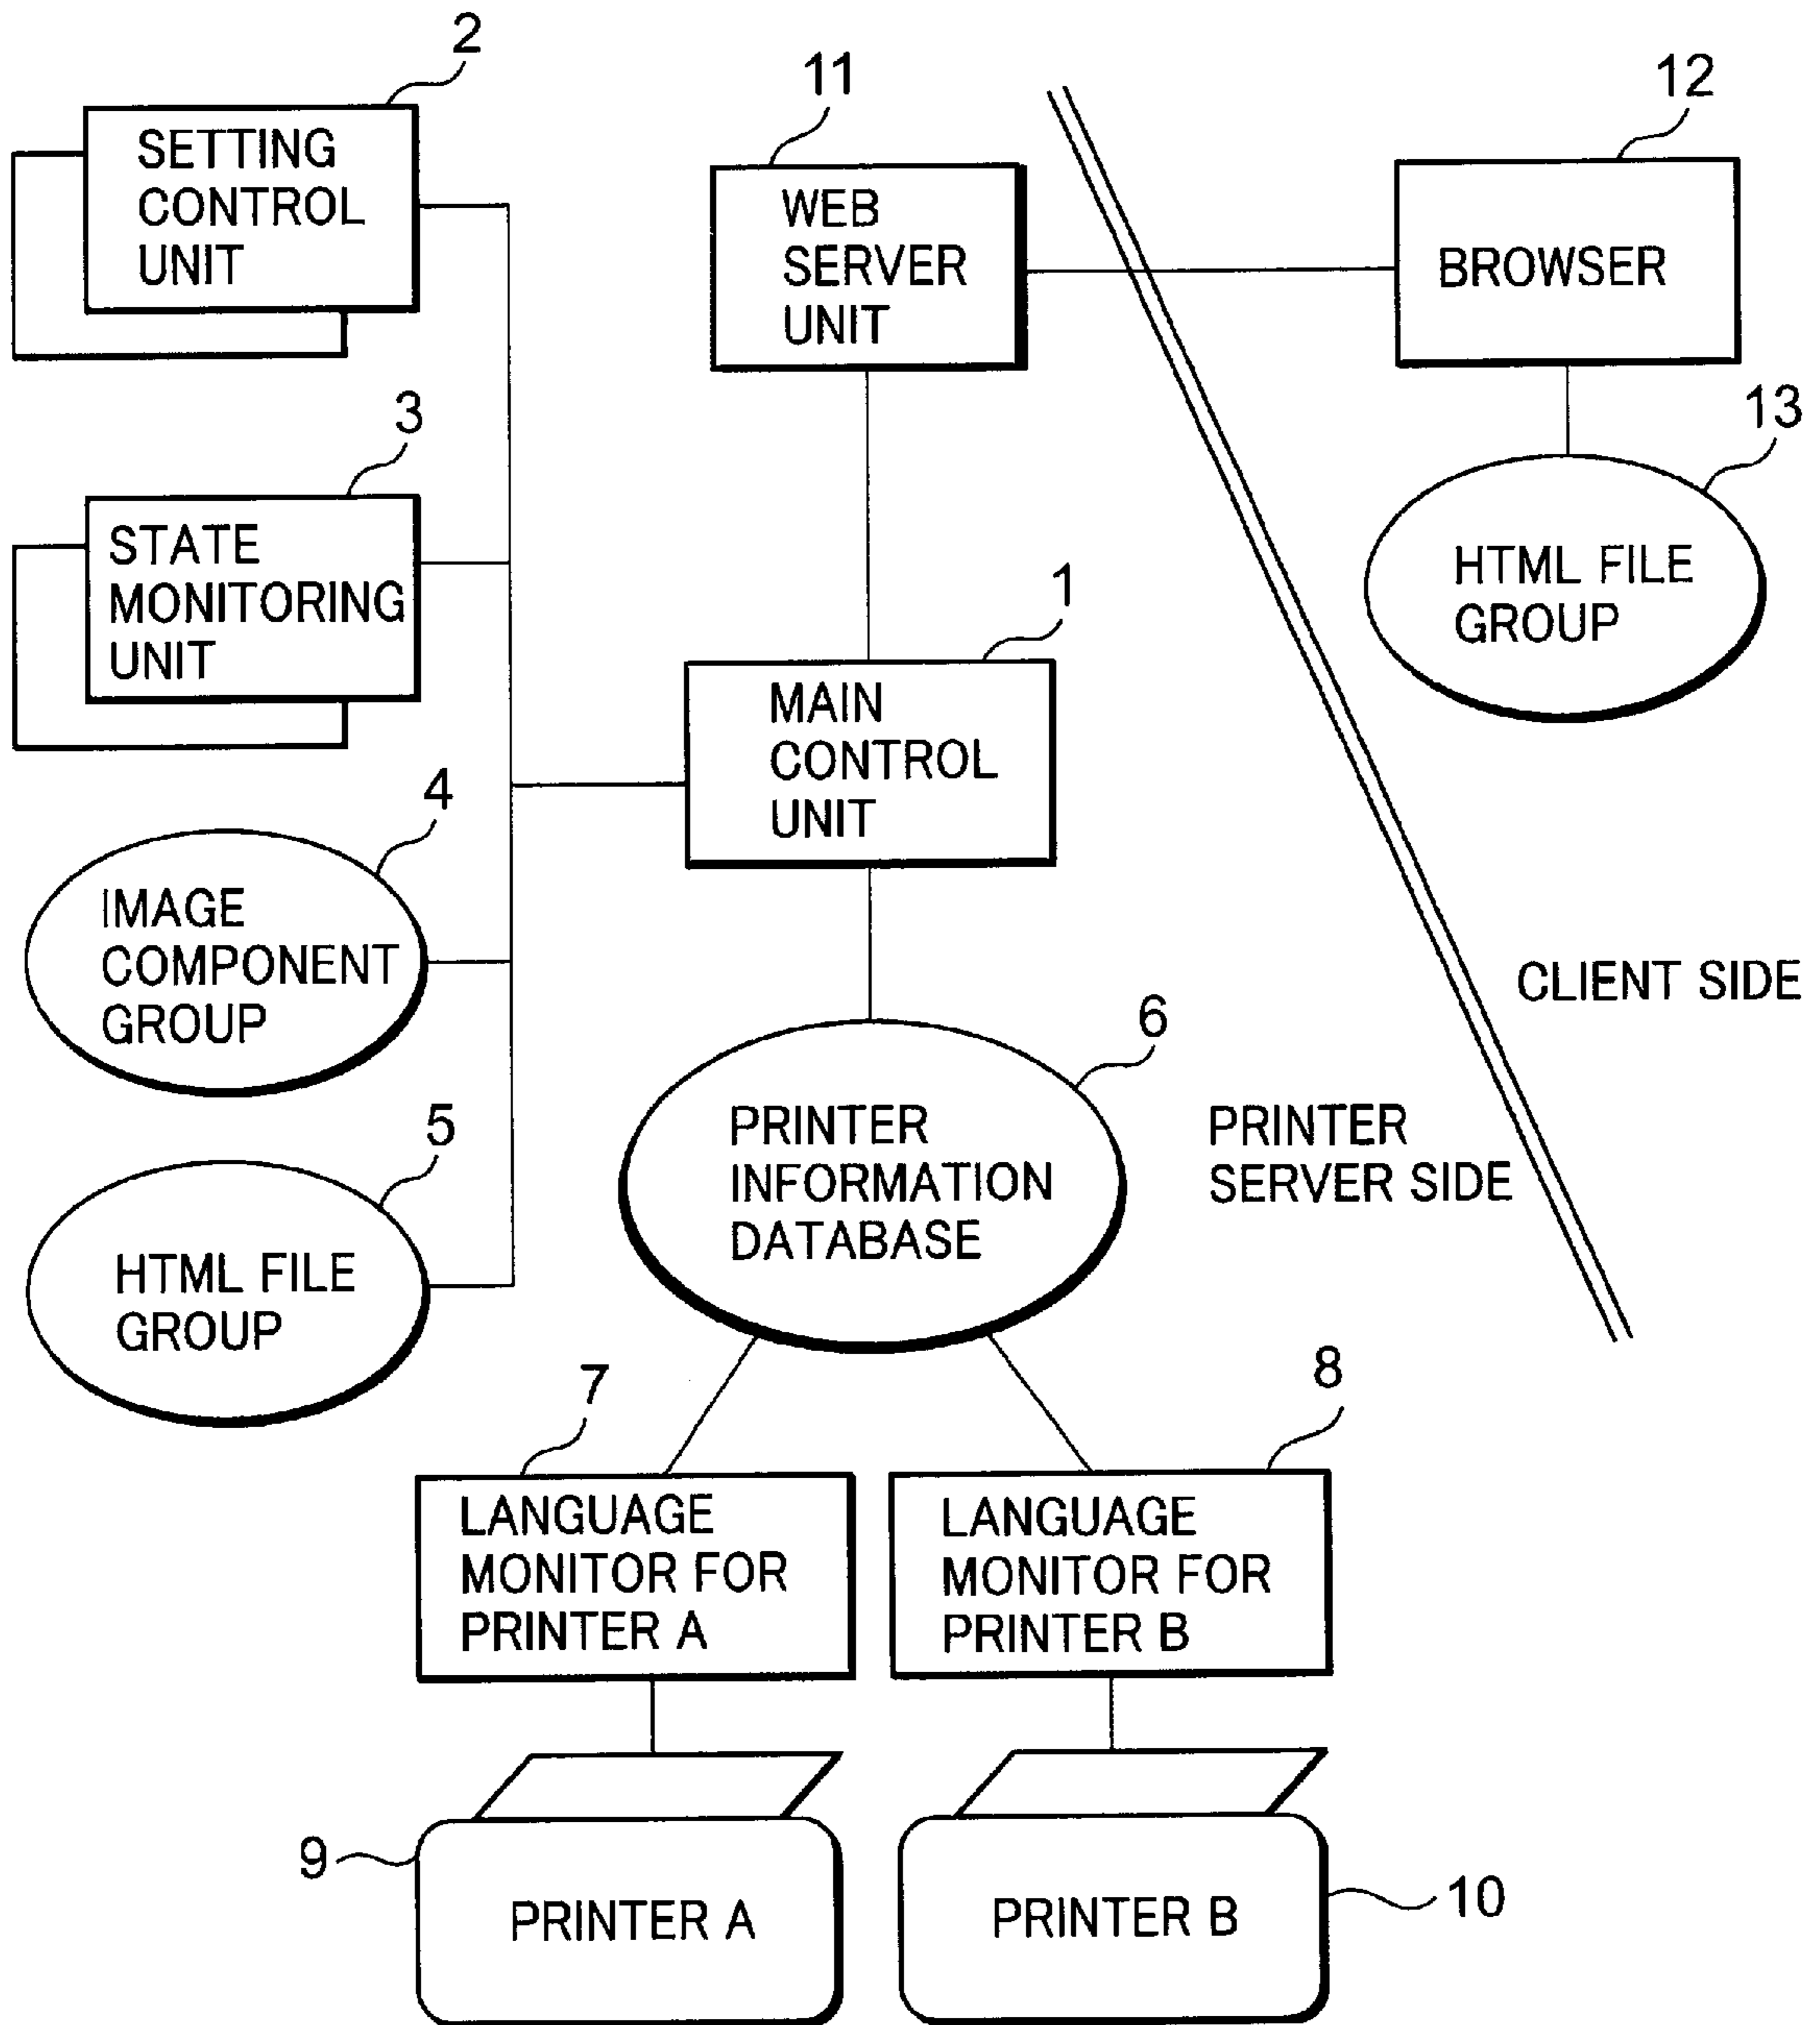 2
SETTING
CONTROL
UNIT
11
WEB
SERVER
UNIT
12
BROWSER
3
STATE
MONITORING
UNIT
13
HTML FILE
GROUP
1
MAIN
CONTROL
UNIT
4
IMAGE
COMPONENT
GROUP
CLIENT SIDE
6
PRINTER
INFORMATION
DATABASE
PRINTER
SERVER SIDE
5
HTML FILE
GROUP
7
LANGUAGE
MONITOR FOR
PRINTER A
8
LANGUAGE
MONITOR FOR
PRINTER B
9
PRINTER A
PRINTER B
10